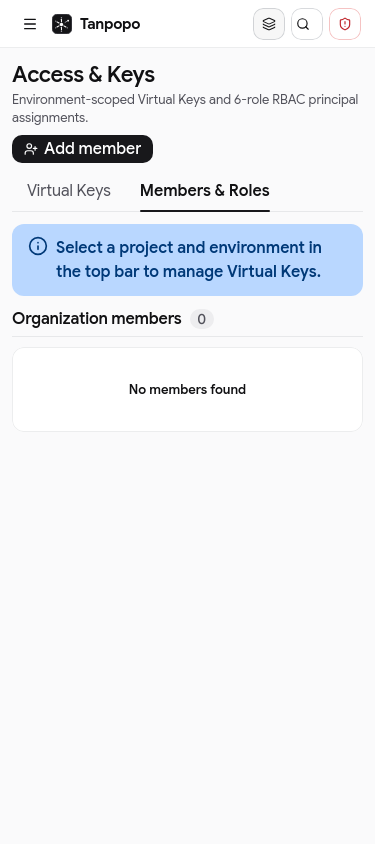 Tanpopo
Access & Keys
Environment-scoped Virtual Keys and 6-role RBAC principal
assignments.
Add member
Virtual Keys
Members & Roles
Select a project and environment in
the top bar to manage Virtual Keys.
Organization members 0
No members found